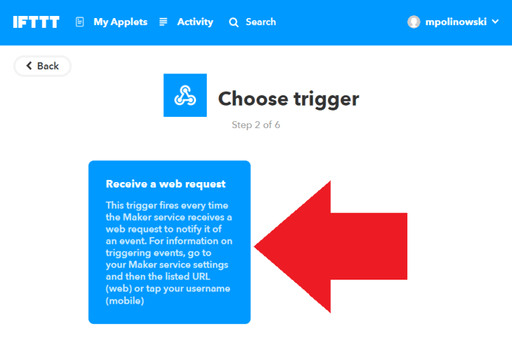 IFTTT My Applets Activity Search mpolinowski
Back
Choose trigger
Step 2 of 6
Receive a web request
This trigger fires every time
the Maker service receives a
web request to notify it of
an event. For information on
triggering events, go to
your Maker service settings
and then the listed URL
(web) or tap your username
(mobile)